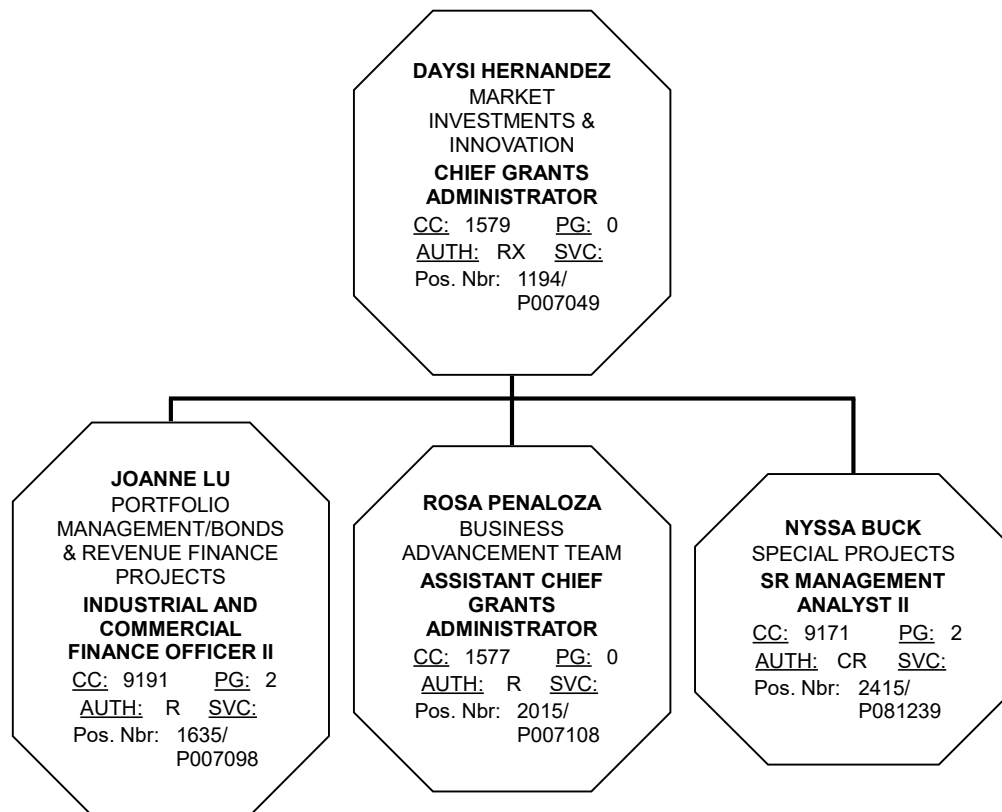 DAYSI HERNANDEZ
MARKET
INVESTMENTS &
INNOVATION
CHIEF GRANTS
ADMINISTRATOR
CC: 1579 PG: 0
AUTH: RX SVC:
Pos. Nbr: 1194/
P007049
JOANNE LU
PORTFOLIO
MANAGEMENT/BONDS
& REVENUE FINANCE
PROJECTS
INDUSTRIAL AND
COMMERCIAL
FINANCE OFFICER II
CC: 9191 PG: 2
AUTH: R SVC:
Pos. Nbr: 1635/
P007098
ROSA PENALOZA
BUSINESS
ADVANCEMENT TEAM
ASSISTANT CHIEF
GRANTS
ADMINISTRATOR
CC: 1577 PG: 0
AUTH: R SVC:
Pos. Nbr: 2015/
P007108
NYSSA BUCK
SPECIAL PROJECTS
SR MANAGEMENT
ANALYST II
CC: 9171 PG: 2
AUTH: CR SVC:
Pos. Nbr: 2415/
P081239